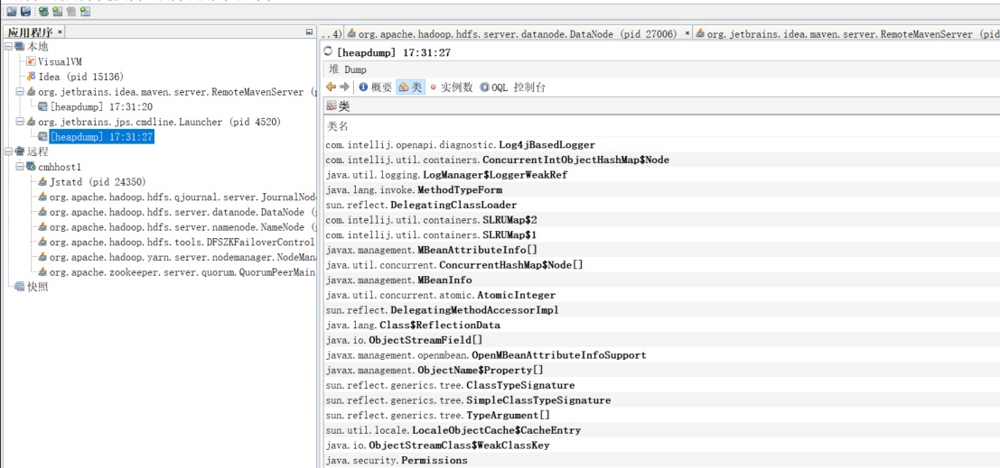 应用程序
本地
VisualVM
Idea (pid 15136)
org.jetbrains.idea.maven.server.RemoteMavenServer (
[heapdump] 17:31:20
org.jetbrains.jps.cmdline.Launcher (pid 4520)
[heapdump] 17:31:27
远程
cmhhost1
Jstatd (pid 24350)
org.apache.hadoop.hdfs.qjournal.server.JournalNode
org.apache.hadoop.hdfs.server.datanode.DataNode (
org.apache.hadoop.hdfs.server.namenode.NameNode (
org.apache.hadoop.hdfs.tools.DFSZKFailoverControl
org.apache.hadoop.yarn.server.nodemanager.NodeMan
org.apache.zookeeper.server.quorum.QuorumPeerMain
快照
..4) org.apache.hadoop.hdfs.server.datanode.DataNode (pid 27006) org.jetbrains.idea.maven.server.RemoteMavenServer (pid
[heapdump] 17:31:27
堆 Dump
概要 类 实例数 OQL 控制台
类
类名
com.intellij.openapi.diagnostic.Log4jBasedLogger
com.intellij.util.containers.ConcurrentIntObjectHashMap$Node
java.util.logging.LogManager$LoggerWeakRef
java.lang.invoke.MethodTypeForm
sun.reflect.DelegatingClassLoader
com.intellij.util.containers.SLRUMap$2
com.intellij.util.containers.SLRUMap$1
javax.management.MBeanAttributeInfo[]
java.util.concurrent.ConcurrentHashMap$Node[]
javax.management.MBeanInfo
java.util.concurrent.atomic.AtomicInteger
sun.reflect.DelegatingMethodAccessorImpl
java.lang.Class$ReflectionData
java.io.ObjectStreamField[]
javax.management.openmbean.OpenMBeanAttributeInfoSupport
javax.management.ObjectName$Property[]
sun.reflect.generics.tree.ClassTypeSignature
sun.reflect.generics.tree.SimpleClassTypeSignature
sun.reflect.generics.tree.TypeArgument[]
sun.util.locale.LocaleObjectCache$CacheEntry
java.io.ObjectStreamClass$WeakClassKey
java.security.Permissions